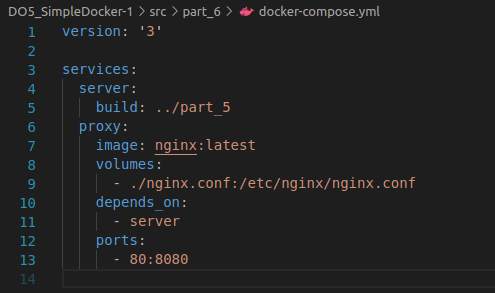 DO5_SimpleDocker-1 > src > part_6 > docker-compose.yml
1 version: '3'
2
3 services:
4   server:
5     build: ../part_5
6   proxy:
7     image: nginx:latest
8     volumes:
9       - ./nginx.conf:/etc/nginx/nginx.conf
10     depends_on:
11       - server
12     ports:
13       - 80:8080
14